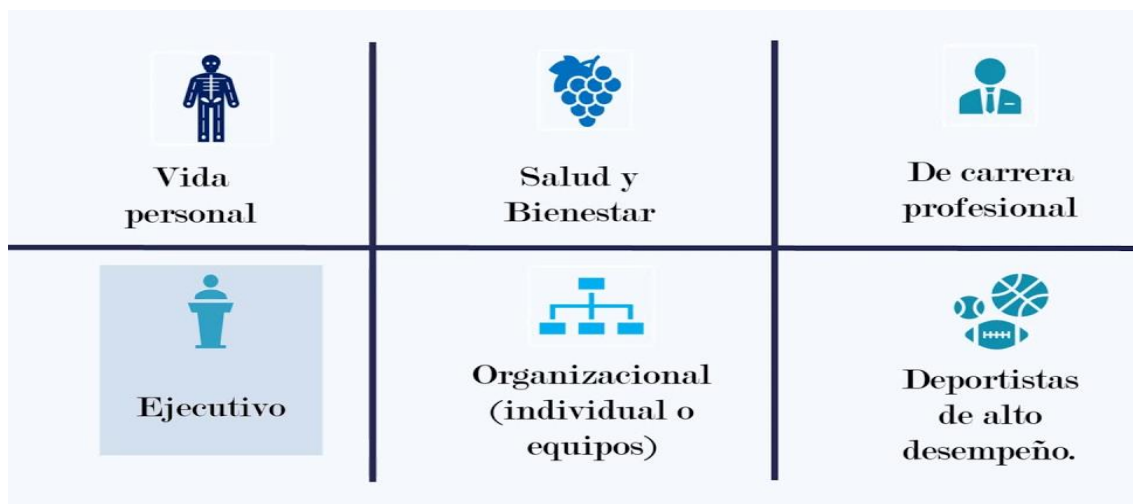 Vida
personal
Salud y
Bienestar
De carrera
profesional
Ejecutivo
Organizacional
(individual o
equipos)
Deportistas
de alto
desempeño.